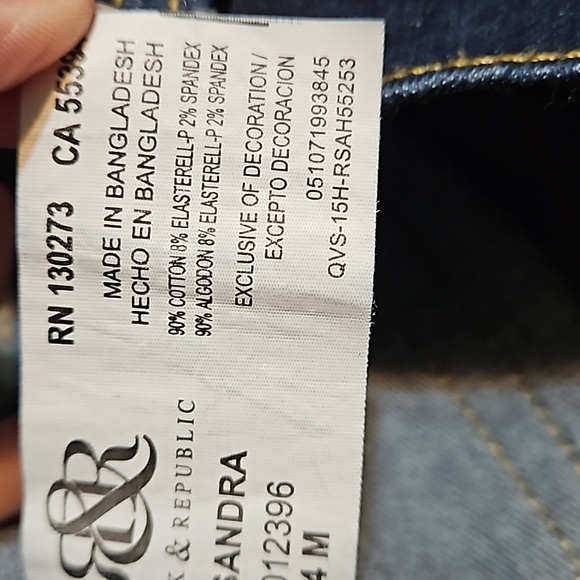 R&R
& REPUBLIC
SANDRA
012396
4 M
RN 130273 CA
MADE IN BANGLADESH
HECHO EN BANGLADESH
90% COTTON 8% ELASTERELL-P 2% SPANDEX
90% ALGODON 8% ELASTERELL-P 2% SPANDEX
EXCLUSIVE OF DECORATION/
EXCEPTO DECORACION
051071993845
QVS-15H-RSAH55253